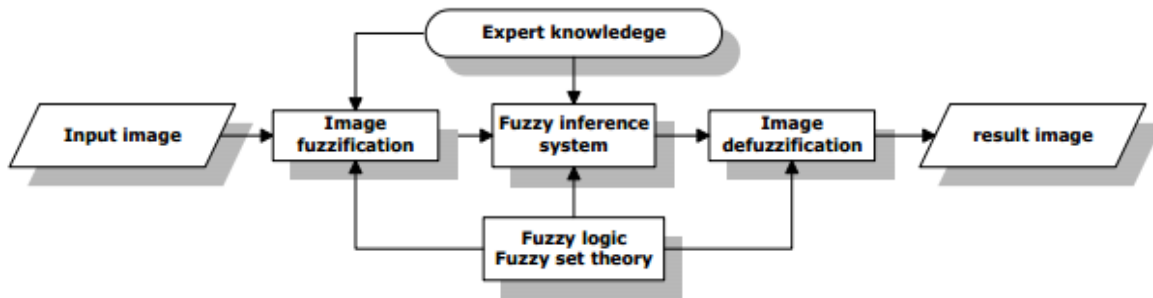 Expert knowledege
Input image
Image
fuzzification
Fuzzy inference
system
Image
defuzzification
result image
Fuzzy logic
Fuzzy set theory